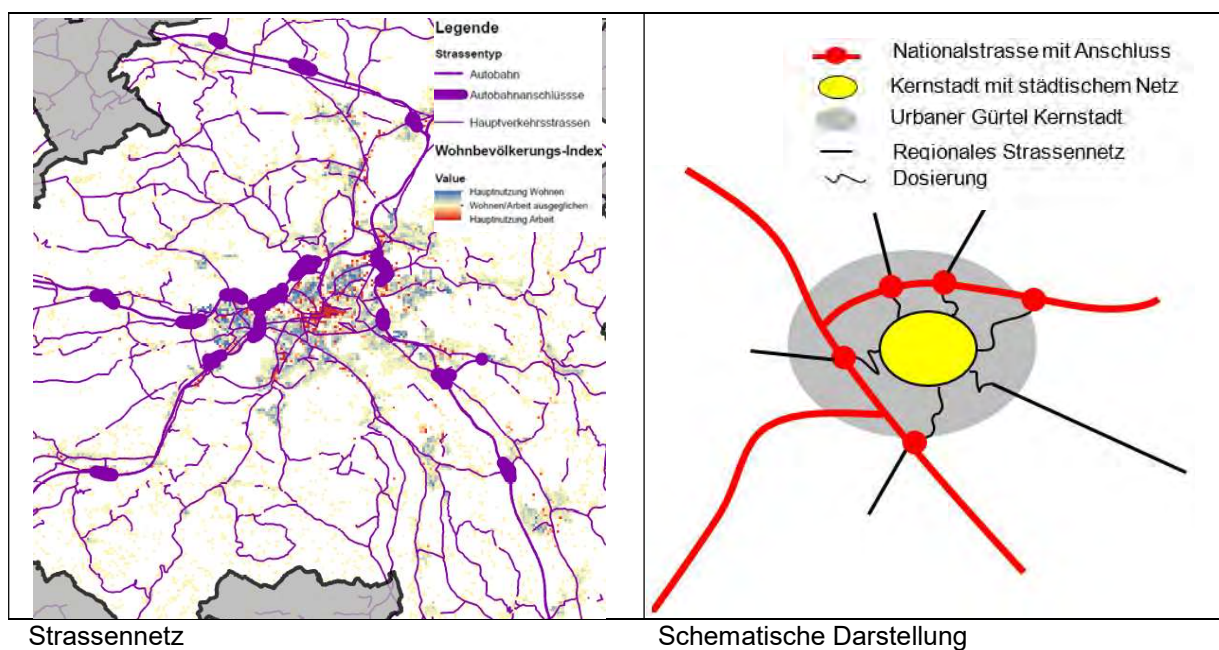 Legende
Strassentyp
Autobahn
Autobahnanschlüssse
Hauptverkehrsstrassen
Wohnbevölkerungs-Index
Value
Hauptnutzung Wohnen
Wohnen/Arbeit ausgeglichen
Hauptnutzung Arbeit
Nationalstrasse mit Anschluss
Kernstadt mit städtischem Netz
Urbaner Gürtel Kernstadt
Regionales Strassennetz
Dosierung
Strassennetz
Schematische Darstellung